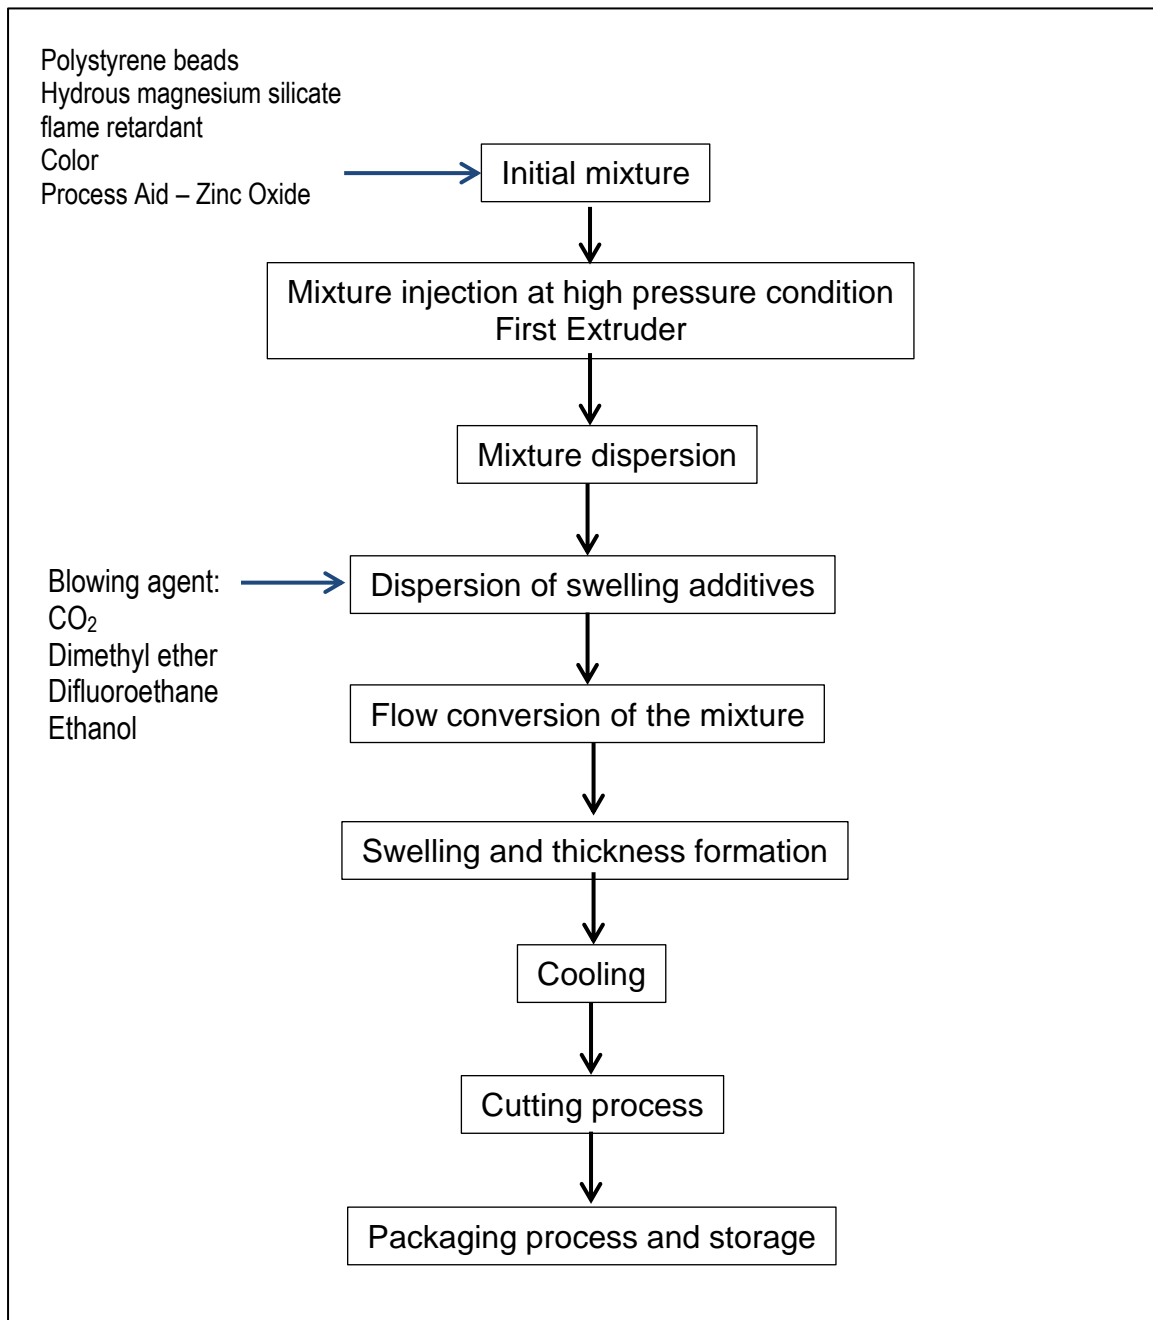 Polystyrene beads
Hydrous magnesium silicate
flame retardant
Color
Process Aid – Zinc Oxide
Initial mixture
Mixture injection at high pressure condition
First Extruder
Mixture dispersion
Blowing agent:
CO₂
Dimethyl ether
Difluoroethane
Ethanol
Dispersion of swelling additives
Flow conversion of the mixture
Swelling and thickness formation
Cooling
Cutting process
Packaging process and storage